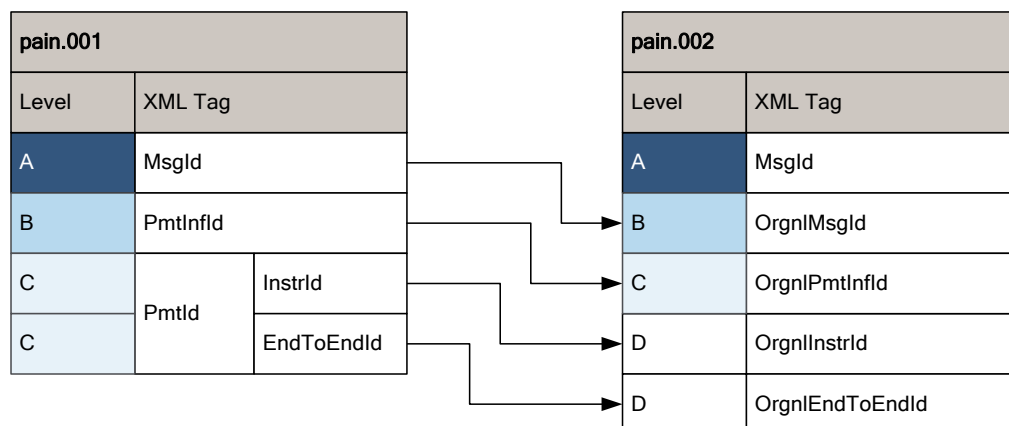 pain.001
Level XML Tag
A MsgId
B PmtInfId
C InstrId
PmtId
C EndToEndId
pain.002
Level XML Tag
A MsgId
B OrgnlMsgId
C OrgnlPmtInfId
D OrgnlInstrId
D OrgnlEndToEndId